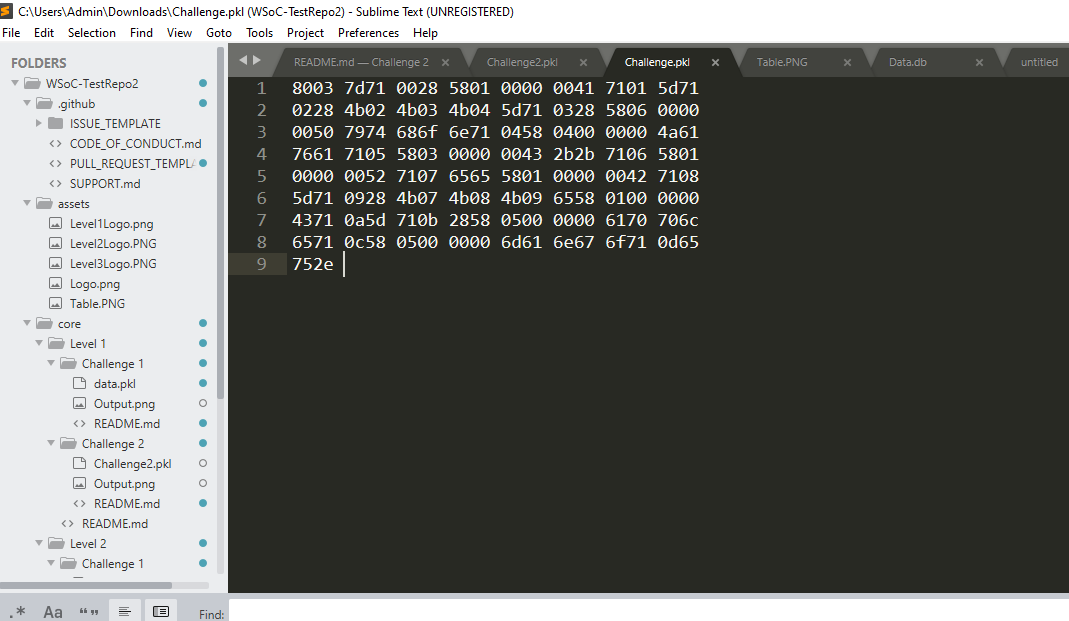 C:\Users\Admin\Downloads\Challenge.pkl (WSoC-TestRepo2) - Sublime Text (UNREGISTERED)
File Edit Selection Find View Goto Tools Project Preferences Help
README.md — Challenge 2 × Challenge2.pkl × Challenge.pkl × Table.PNG × Data.db × untitled
FOLDERS
WSoC-TestRepo2
.github
ISSUE_TEMPLATE
CODE_OF_CONDUCT.md
PULL_REQUEST_TEMPL
SUPPORT.md
assets
Level1Logo.png
Level2Logo.PNG
Level3Logo.PNG
Logo.png
Table.PNG
core
Level 1
Challenge 1
data.pkl
Output.png
README.md
Challenge 2
Challenge2.pkl
Output.png
README.md
README.md
Level 2
Challenge 1
1 8003 7d71 0028 5801 0000 0041 7101 5d71
2 0228 4b02 4b03 4b04 5d71 0328 5806 0000
3 0050 7974 686f 6e71 0458 0400 0000 4a61
4 7661 7105 5803 0000 0043 2b2b 7106 5801
5 0000 0052 7107 6565 5801 0000 0042 7108
6 5d71 0928 4b07 4b08 4b09 6558 0100 0000
7 4371 0a5d 710b 2858 0500 0000 6170 706c
8 6571 0c58 0500 0000 6d61 6e67 6f71 0d65
9 752e
.* Aa “” Find: